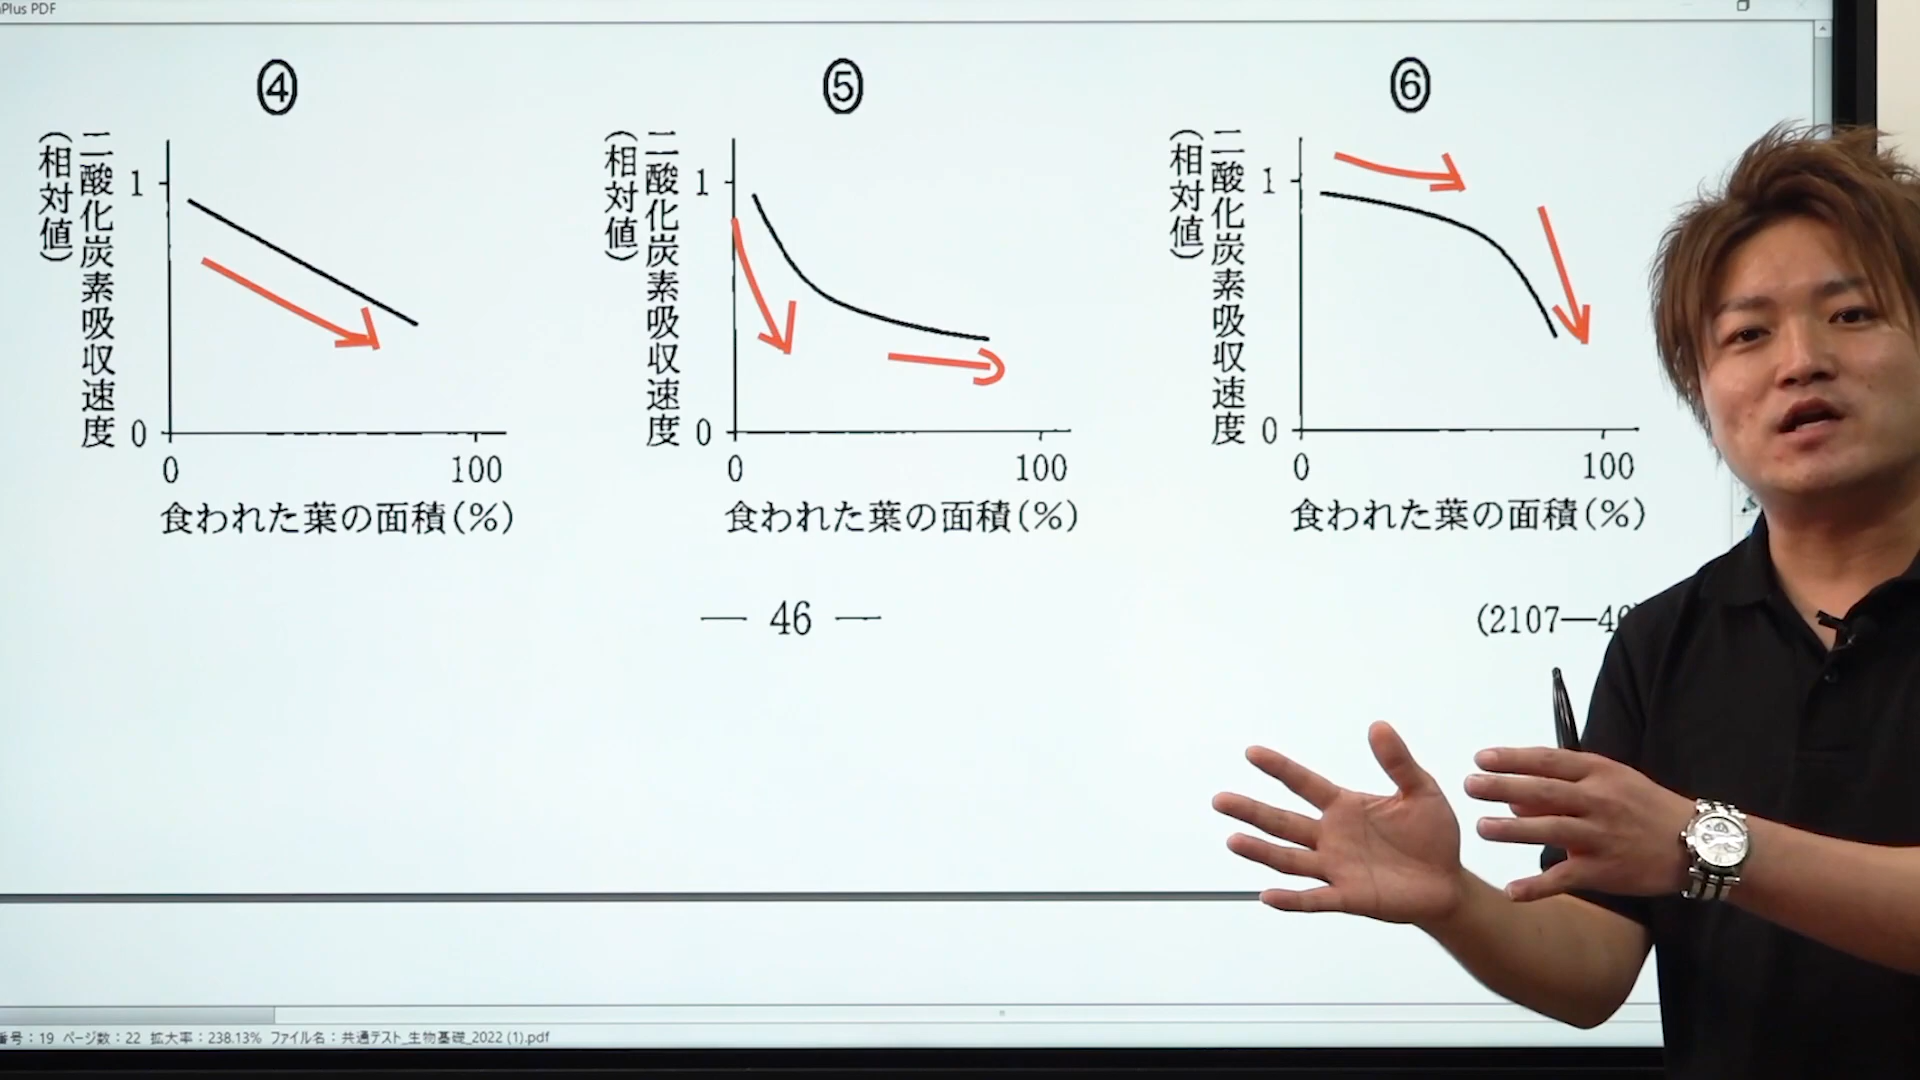 Plus PDF
④
二酸化炭素吸収速度
(相対値)
1
0
0
100
食われた葉の面積(%)
⑤
二酸化炭素吸収速度
(相対値)
1
0
0
100
食われた葉の面積(%)
⑥
二酸化炭素吸収速度
(相対値)
1
0
0
100
食われた葉の面積(%)
— 46 —
(2107—46
番号:19 ページ数:22 拡大率:238.13% ファイル名:共通テスト_生物基礎_2022 (1).pdf